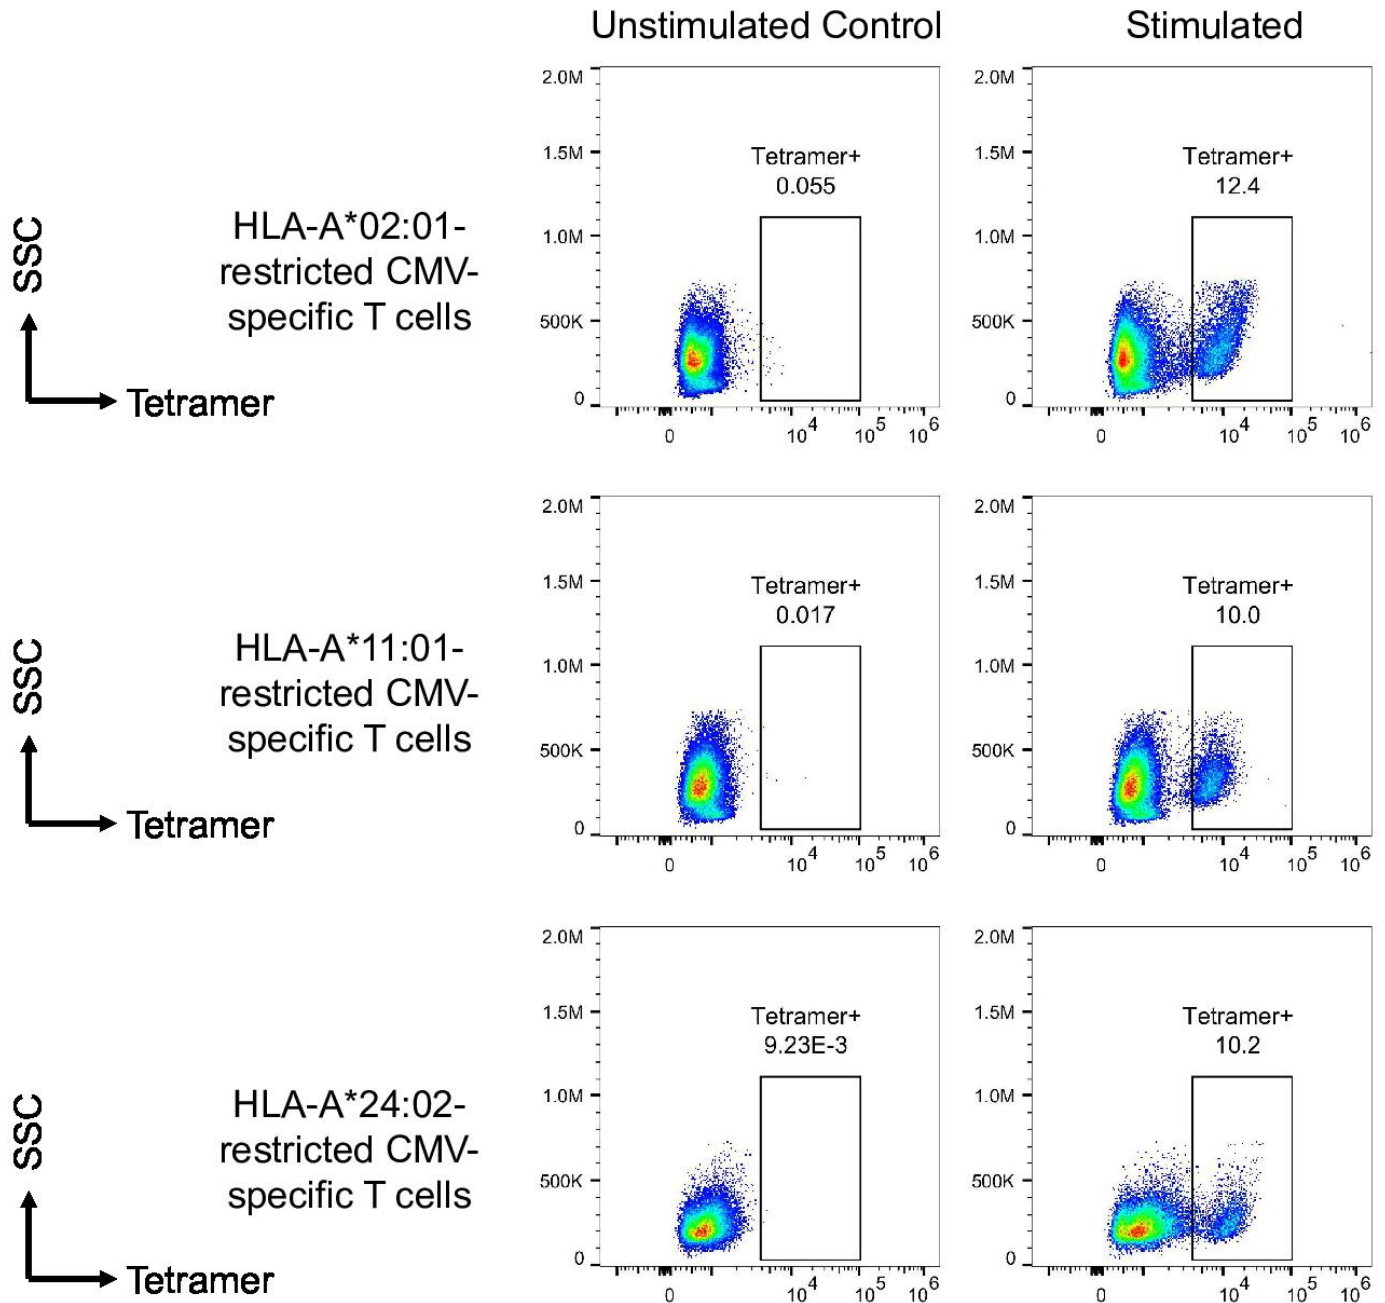 Unstimulated Control
Stimulated
SSC
Tetramer
HLA-A*02:01-
restricted CMV-
specific T cells
2.0M
1.5M
1.0M
500K
0
Tetramer+
0.055
0 10^4 10^5 10^6
2.0M
1.5M
1.0M
500K
0
Tetramer+
12.4
0 10^4 10^5 10^6
SSC
Tetramer
HLA-A*11:01-
restricted CMV-
specific T cells
2.0M
1.5M
1.0M
500K
0
Tetramer+
0.017
0 10^4 10^5 10^6
2.0M
1.5M
1.0M
500K
0
Tetramer+
10.0
0 10^4 10^5 10^6
SSC
Tetramer
HLA-A*24:02-
restricted CMV-
specific T cells
2.0M
1.5M
1.0M
500K
0
Tetramer+
9.23E-3
0 10^4 10^5 10^6
2.0M
1.5M
1.0M
500K
0
Tetramer+
10.2
0 10^4 10^5 10^6